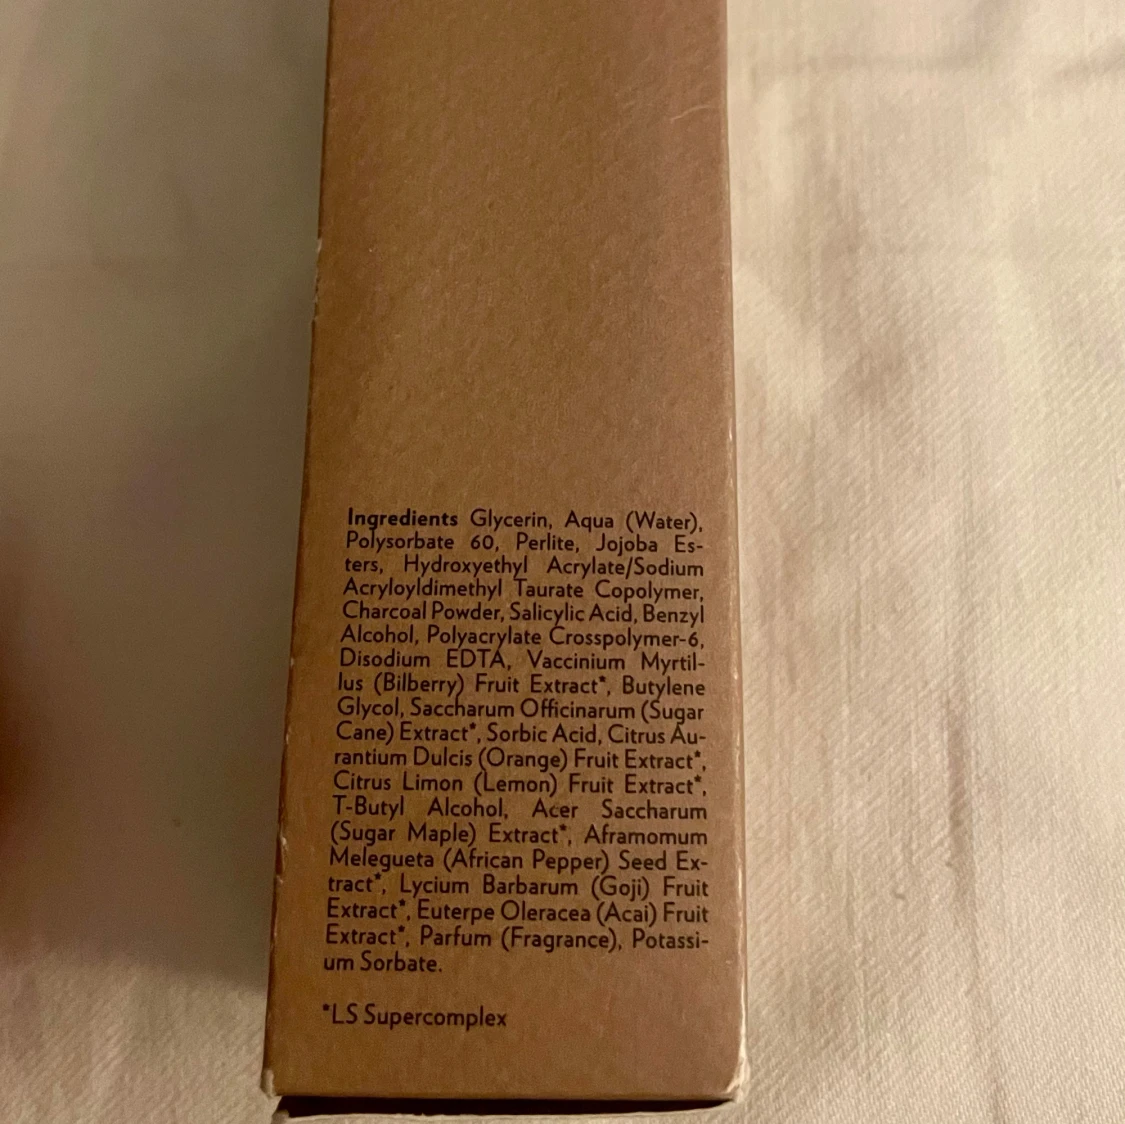 Ingredients Glycerin, Aqua (Water),
Polysorbate 60, Perlite, Jojoba Es-
ters, Hydroxyethyl Acrylate/Sodium
Acryloyldimethyl Taurate Copolymer,
Charcoal Powder, Salicylic Acid, Benzyl
Alcohol, Polyacrylate Crosspolymer-6,
Disodium EDTA, Vaccinium Myrtil-
lus (Bilberry) Fruit Extract*, Butylene
Glycol, Saccharum Officinarum (Sugar
Cane) Extract*, Sorbic Acid, Citrus Au-
rantium Dulcis (Orange) Fruit Extract*,
Citrus Limon (Lemon) Fruit Extract*,
T-Butyl Alcohol, Acer Saccharum
(Sugar Maple) Extract*, Aframomum
Melegueta (African Pepper) Seed Ex-
tract*, Lycium Barbarum (Goji) Fruit
Extract*, Euterpe Oleracea (Acai) Fruit
Extract*, Parfum (Fragrance), Potassi-
um Sorbate.
*LS Supercomplex